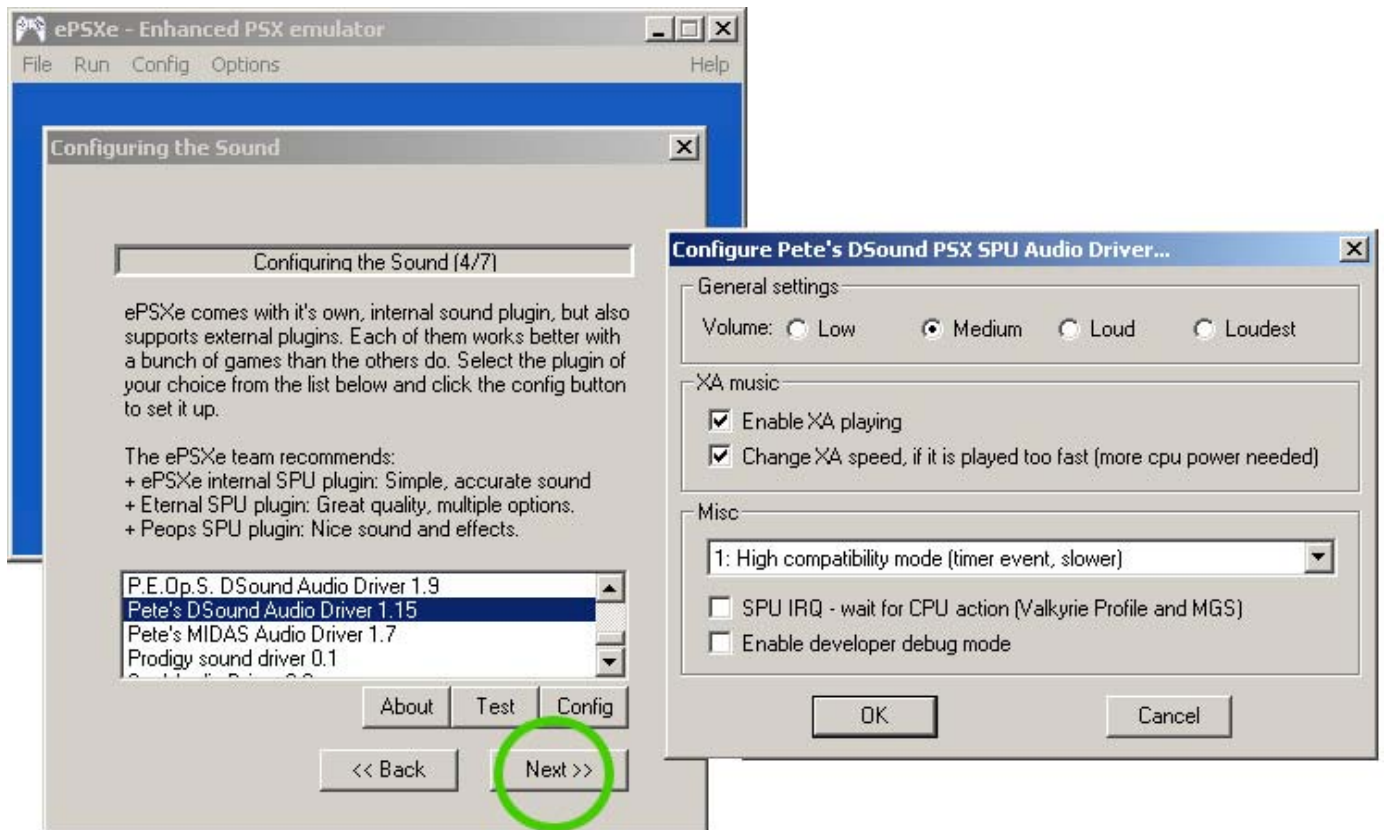 ePSXe - Enhanced PSX emulator
File Run Config Options Help
Configuring the Sound
Configuring the Sound (4/7)
ePSXe comes with it's own, internal sound plugin, but also
supports external plugins. Each of them works better with
a bunch of games than the others do. Select the plugin of
your choice from the list below and click the config button
to set it up.
The ePSXe team recommends:
+ ePSXe internal SPU plugin: Simple, accurate sound
+ Eternal SPU plugin: Great quality, multiple options.
+ Peops SPU plugin: Nice sound and effects.
P.E.Op.S. DSound Audio Driver 1.9
Pete's DSound Audio Driver 1.15
Pete's MIDAS Audio Driver 1.7
Prodigy sound driver 0.1
About Test Config
<< Back Next >>
Configure Pete's DSound PSX SPU Audio Driver...
General settings
Volume: Low Medium Loud Loudest
XA music
Enable XA playing
Change XA speed, if it is played too fast (more cpu power needed)
Misc
1: High compatibility mode (timer event, slower)
SPU IRQ - wait for CPU action (Valkyrie Profile and MGS)
Enable developer debug mode
OK Cancel